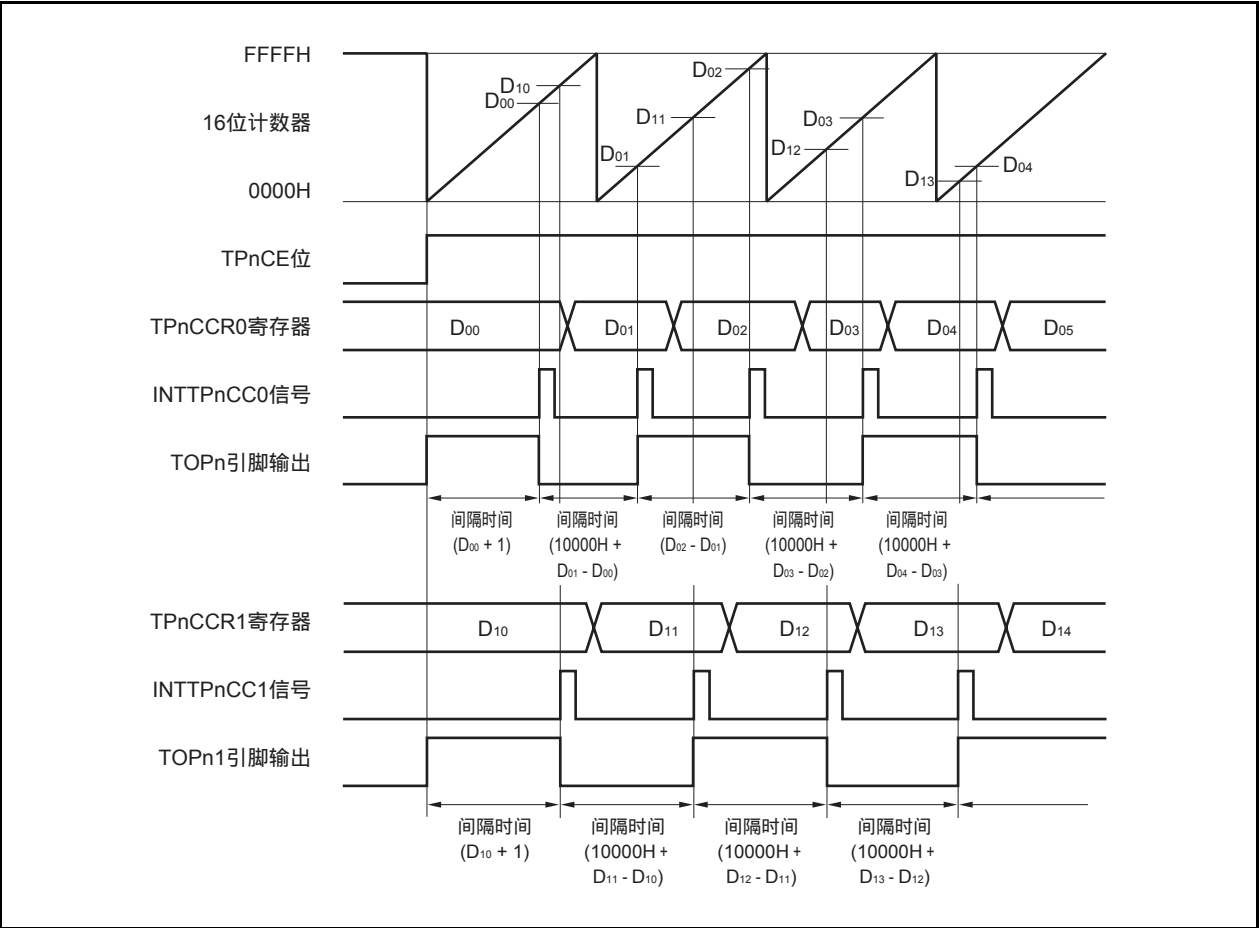 FFFFH
16位计数器
0000H
D10
D00
D01
D11
D02
D12
D03
D13
D04
TPnCE位
TPnCCR0寄存器
D00
D01
D02
D03
D04
D05
INTTPnCC0信号
TOPn引脚输出
间隔时间
(D00 + 1)
间隔时间
(10000H +
D01 - D00)
间隔时间
(D02 - D01)
间隔时间
(10000H +
D03 - D02)
间隔时间
(10000H +
D04 - D03)
TPnCCR1寄存器
D10
D11
D12
D13
D14
INTTPnCC1信号
TOPn1引脚输出
间隔时间
(D10 + 1)
间隔时间
(10000H +
D11 - D10)
间隔时间
(10000H +
D12 - D11)
间隔时间
(10000H +
D13 - D12)